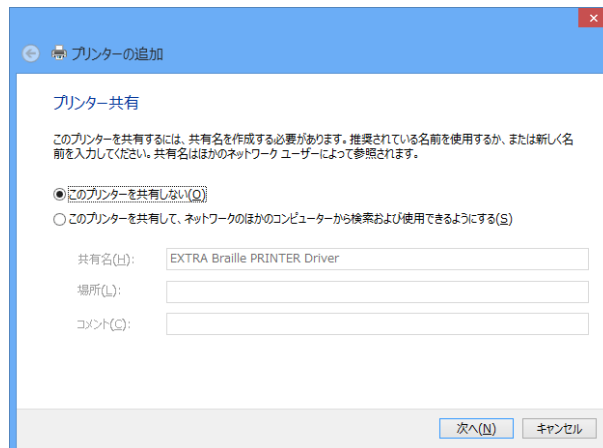 プリンターの追加
プリンター共有
このプリンターを共有するには、共有名を作成する必要があります。推奨されている名前を使用するか、または新しく名
前を入力してください。共有名はほかのネットワーク ユーザーによって参照されます。
このプリンターを共有しない(O)
このプリンターを共有して、ネットワークのほかのコンピューターから検索および使用できるようにする(S)
共有名(H): EXTRA Braille PRINTER Driver
場所(L):
コメント(C):
次へ(N) キャンセル